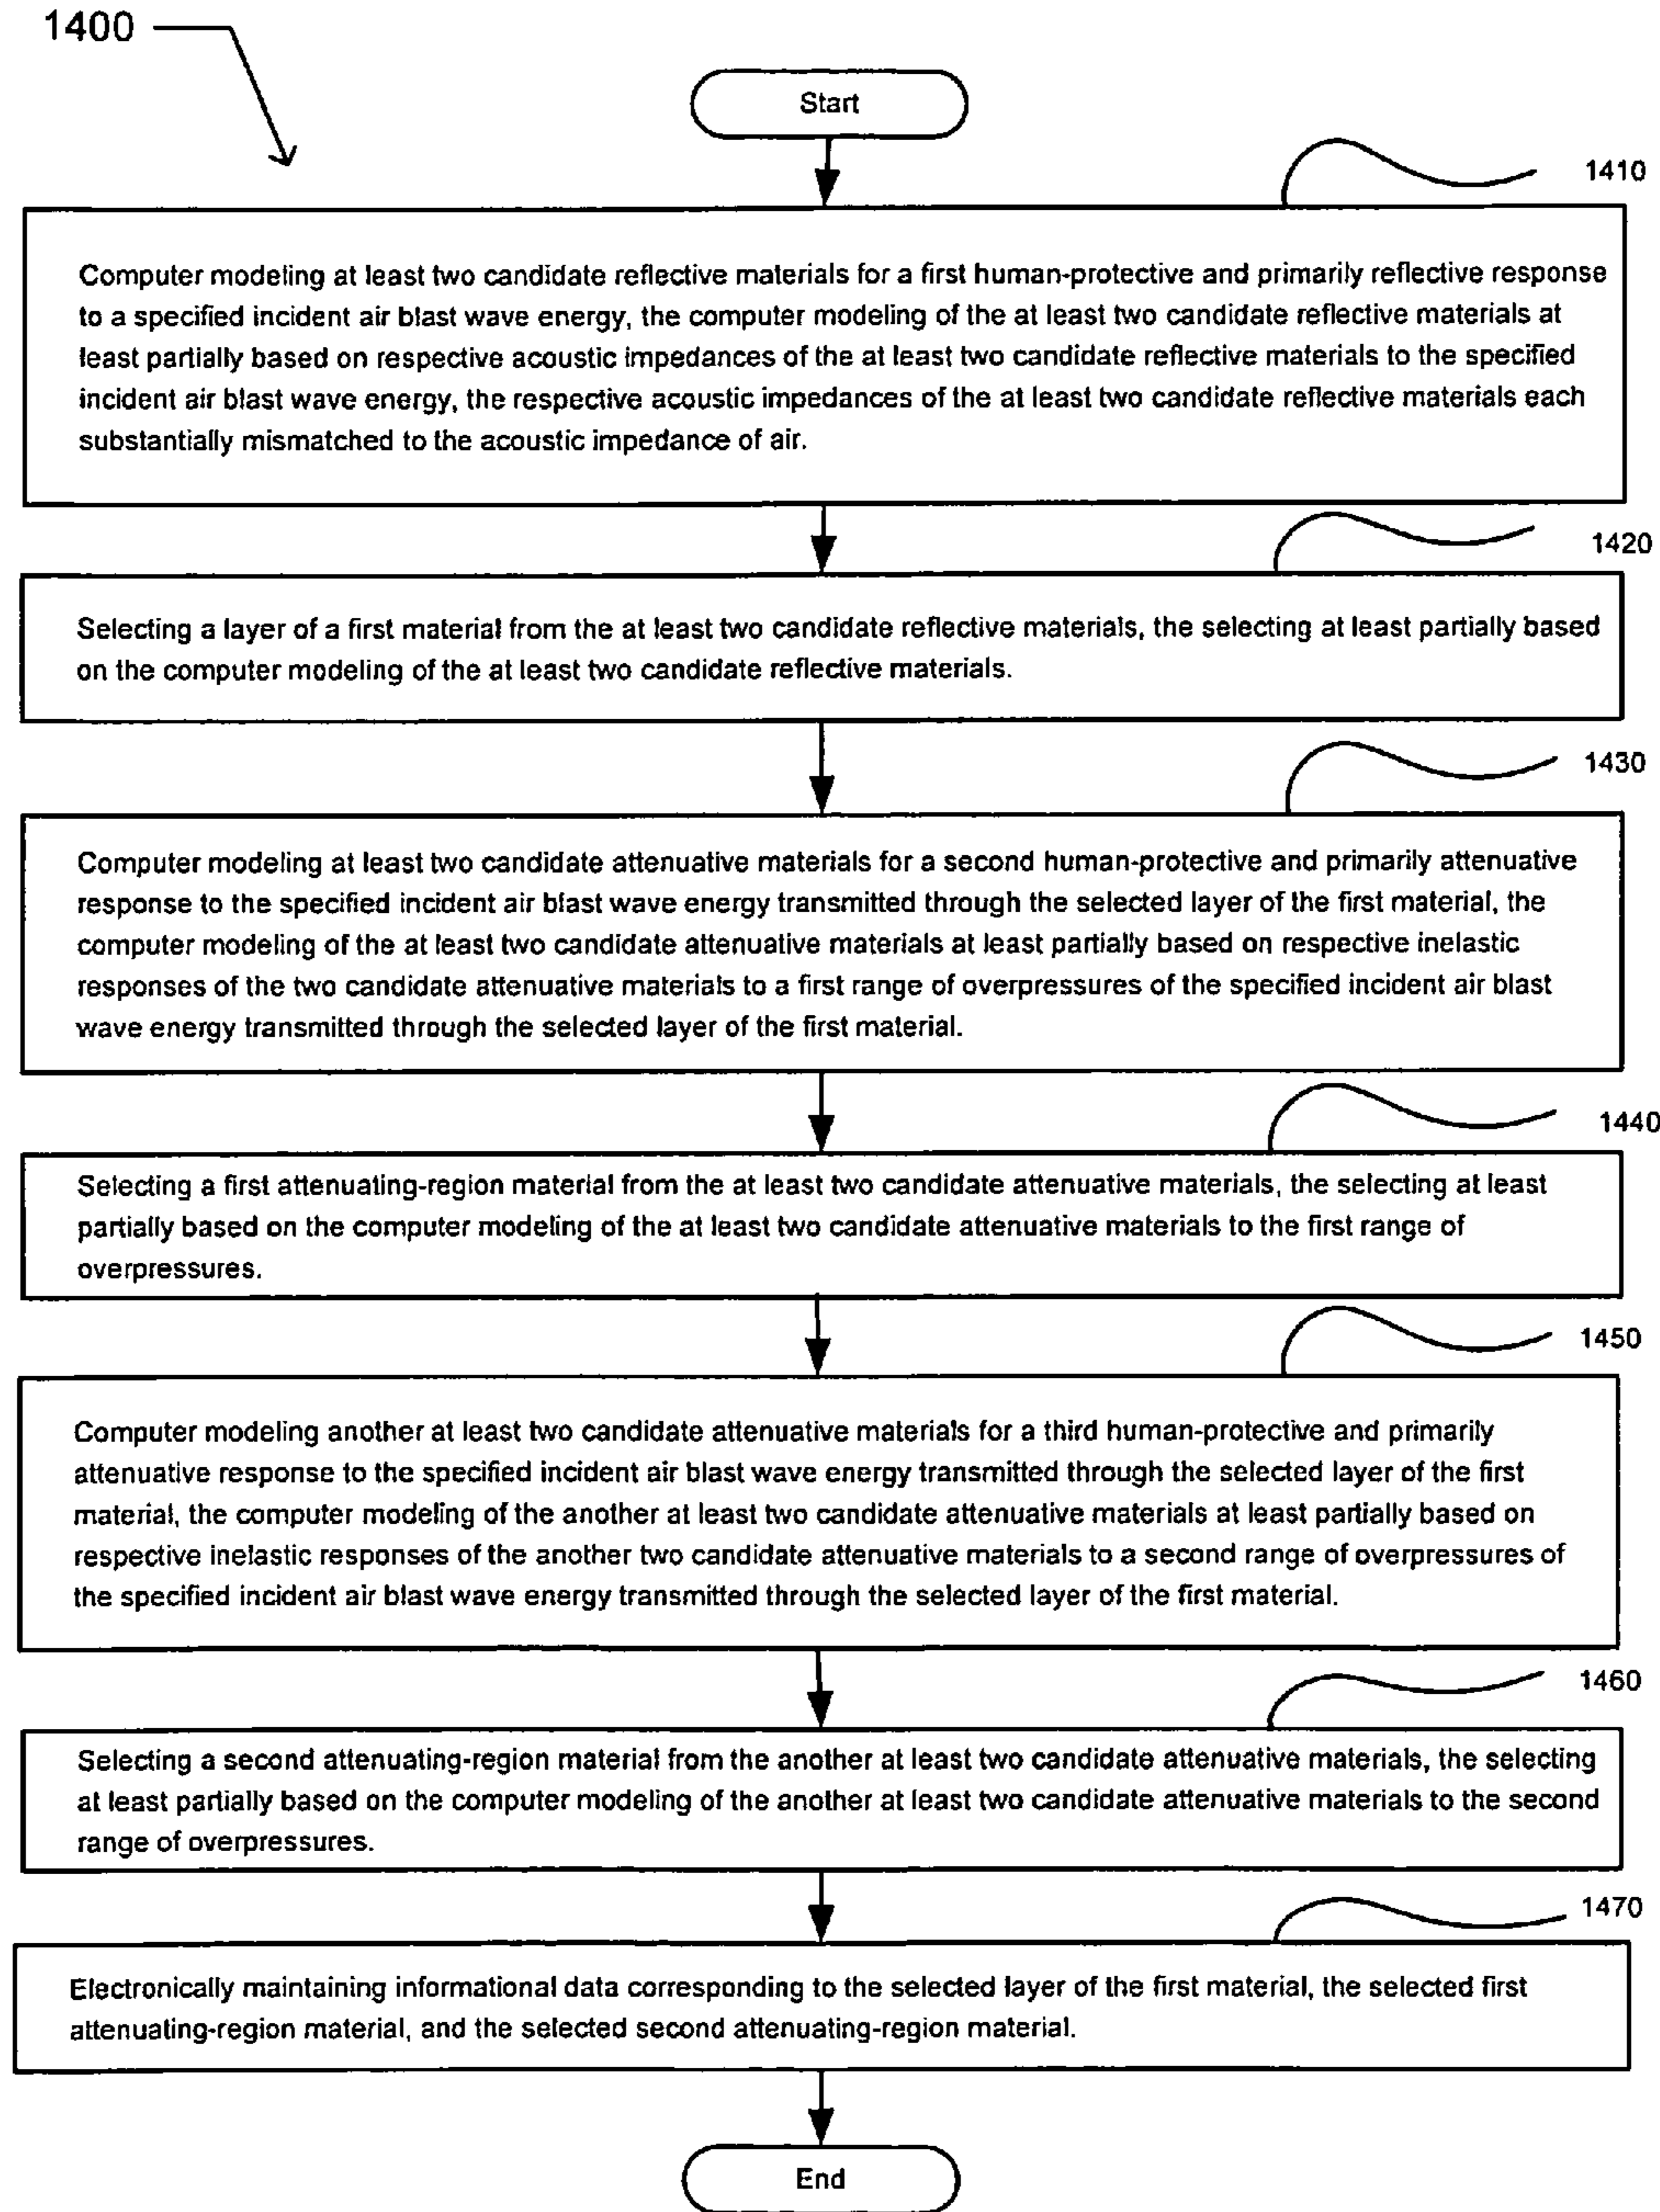 1400
Start
1410
Computer modeling at least two candidate reflective materials for a first human-protective and primarily reflective response
to a specified incident air blast wave energy, the computer modeling of the at least two candidate reflective materials at
least partially based on respective acoustic impedances of the at least two candidate reflective materials to the specified
incident air blast wave energy, the respective acoustic impedances of the at least two candidate reflective materials each
substantially mismatched to the acoustic impedance of air.
1420
Selecting a layer of a first material from the at least two candidate reflective materials, the selecting at least partially based
on the computer modeling of the at least two candidate reflective materials.
1430
Computer modeling at least two candidate attenuative materials for a second human-protective and primarily attenuative
response to the specified incident air blast wave energy transmitted through the selected layer of the first material, the
computer modeling of the at least two candidate attenuative materials at least partially based on respective inelastic
responses of the two candidate attenuative materials to a first range of overpressures of the specified incident air blast
wave energy transmitted through the selected layer of the first material.
1440
Selecting a first attenuating-region material from the at least two candidate attenuative materials, the selecting at least
partially based on the computer modeling of the at least two candidate attenuative materials to the first range of
overpressures.
1450
Computer modeling another at least two candidate attenuative materials for a third human-protective and primarily
attenuative response to the specified incident air blast wave energy transmitted through the selected layer of the first
material, the computer modeling of the another at least two candidate attenuative materials at least partially based on
respective inelastic responses of the another two candidate attenuative materials to a second range of overpressures of
the specified incident air blast wave energy transmitted through the selected layer of the first material.
1460
Selecting a second attenuating-region material from the another at least two candidate attenuative materials, the selecting
at least partially based on the computer modeling of the another at least two candidate attenuative materials to the second
range of overpressures.
1470
Electronically maintaining informational data corresponding to the selected layer of the first material, the selected first
attenuating-region material, and the selected second attenuating-region material.
End